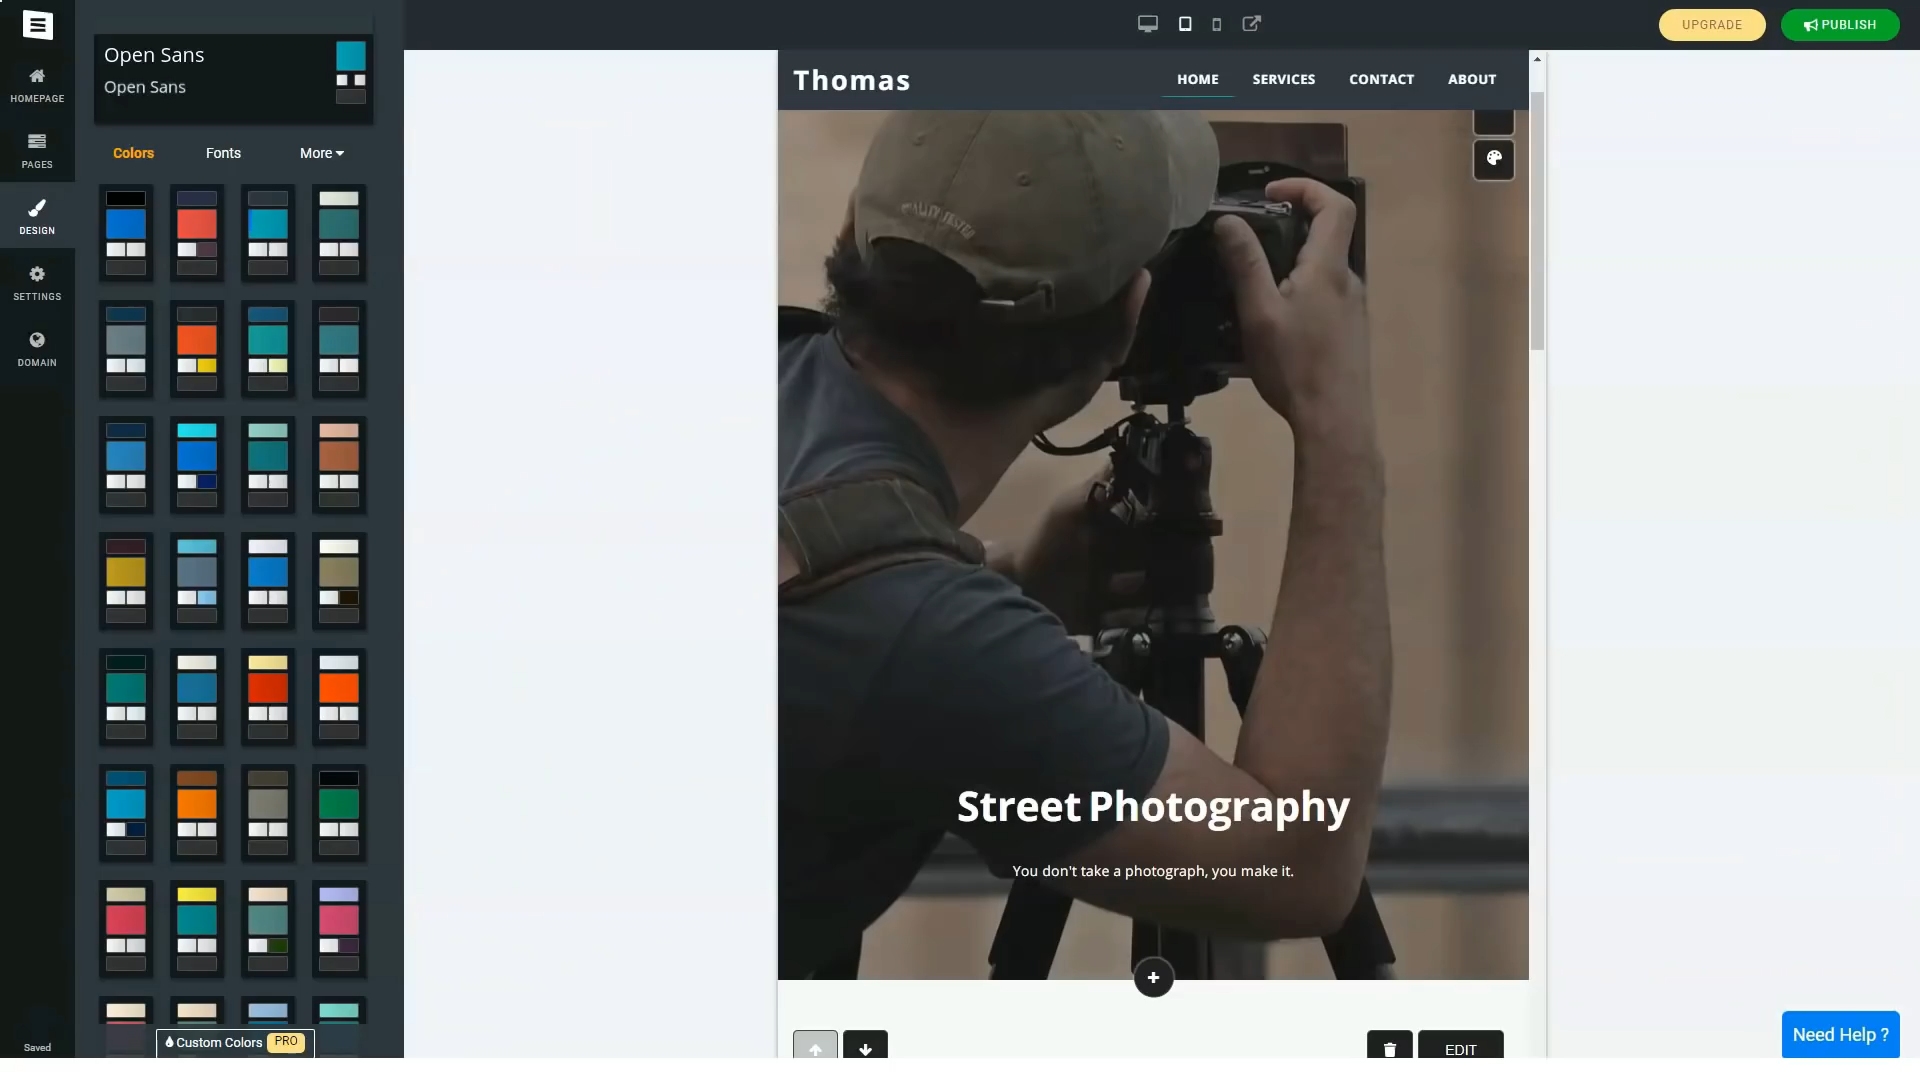 UPGRADE
PUBLISH
Open Sans
Open Sans
HOMEPAGE
Colors
Fonts
More
PAGES
DESIGN
SETTINGS
DOMAIN
Thomas
HOME
SERVICES
CONTACT
ABOUT
Street Photography
You don't take a photograph, you make it.
Custom Colors PRO
Saved
EDIT
Need Help ?